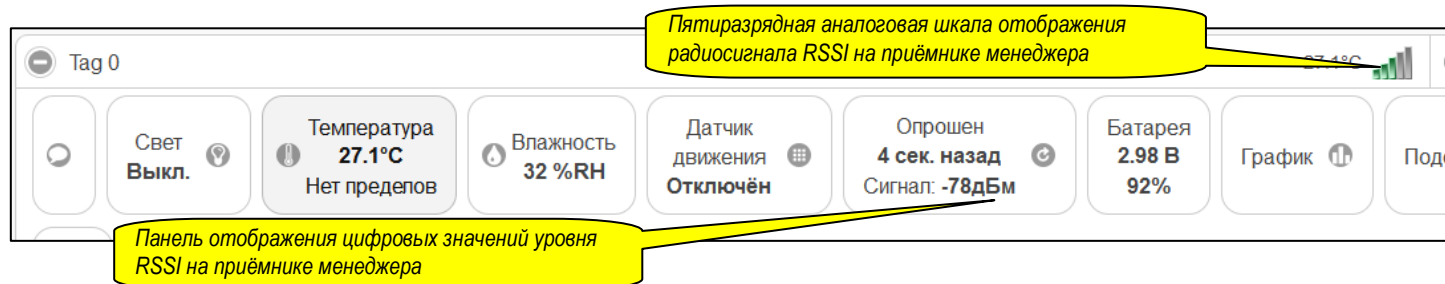 Пятиразрядная аналоговая шкала отображения
радиосигнала RSSI на приёмнике менеджера
Tag 0
27.1°C
Свет
Выкл.
Температура
27.1°C
Нет пределов
Влажность
32 %RH
Датчик
движения
Отключён
Опрошен
4 сек. назад
Сигнал: -78дБм
Батарея
2.98 В
92%
График
Панель отображения цифровых значений уровня
RSSI на приёмнике менеджера